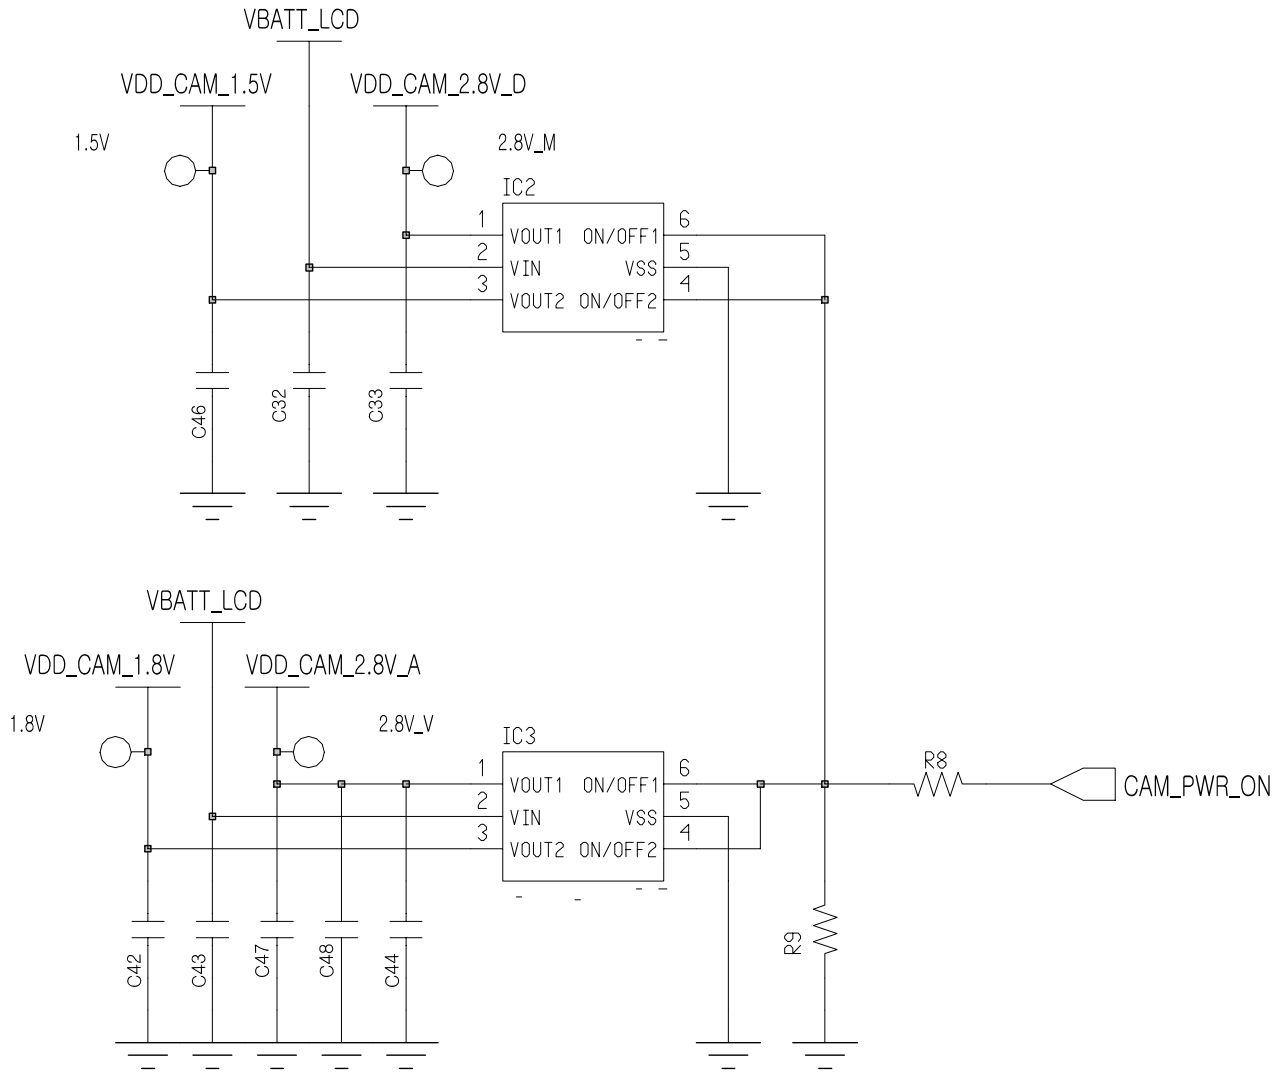 VBATT_LCD
VDD_CAM_1.5V
VDD_CAM_2.8V_D
1.5V
2.8V_M
IC2
1
VOUT1
ON/OFF1
6
2
VIN
VSS
5
3
VOUT2
ON/OFF2
4
C46
C32
C33
VBATT_LCD
VDD_CAM_1.8V
VDD_CAM_2.8V_A
1.8V
2.8V_V
IC3
1
VOUT1
ON/OFF1
6
2
VIN
VSS
5
3
VOUT2
ON/OFF2
4
R8
CAM_PWR_ON
R9
C42
C43
C47
C48
C44